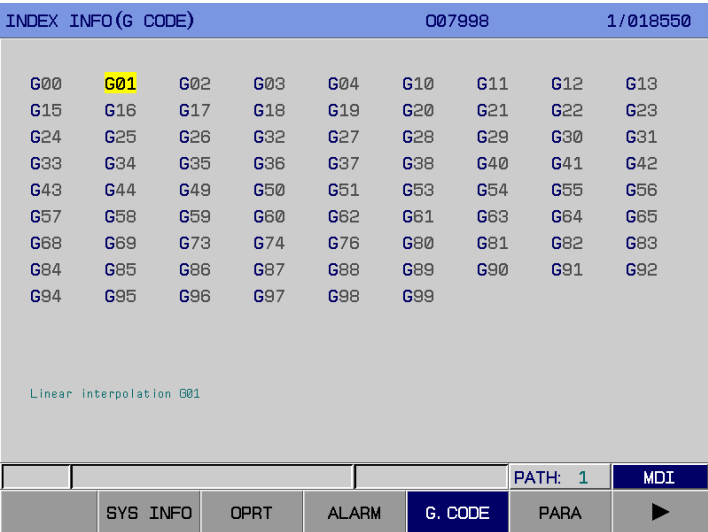 INDEX INFO(G CODE) O07998 1/018550
G00 G01 G02 G03 G04 G10 G11 G12 G13
G15 G16 G17 G18 G19 G20 G21 G22 G23
G24 G25 G26 G32 G27 G28 G29 G30 G31
G33 G34 G35 G36 G37 G38 G40 G41 G42
G43 G44 G49 G50 G51 G53 G54 G55 G56
G57 G58 G59 G60 G62 G61 G63 G64 G65
G68 G69 G73 G74 G76 G80 G81 G82 G83
G84 G85 G86 G87 G88 G89 G90 G91 G92
G94 G95 G96 G97 G98 G99
Linear interpolation G01
PATH: 1 MDI
SYS INFO OPRT ALARM G.CODE PARA